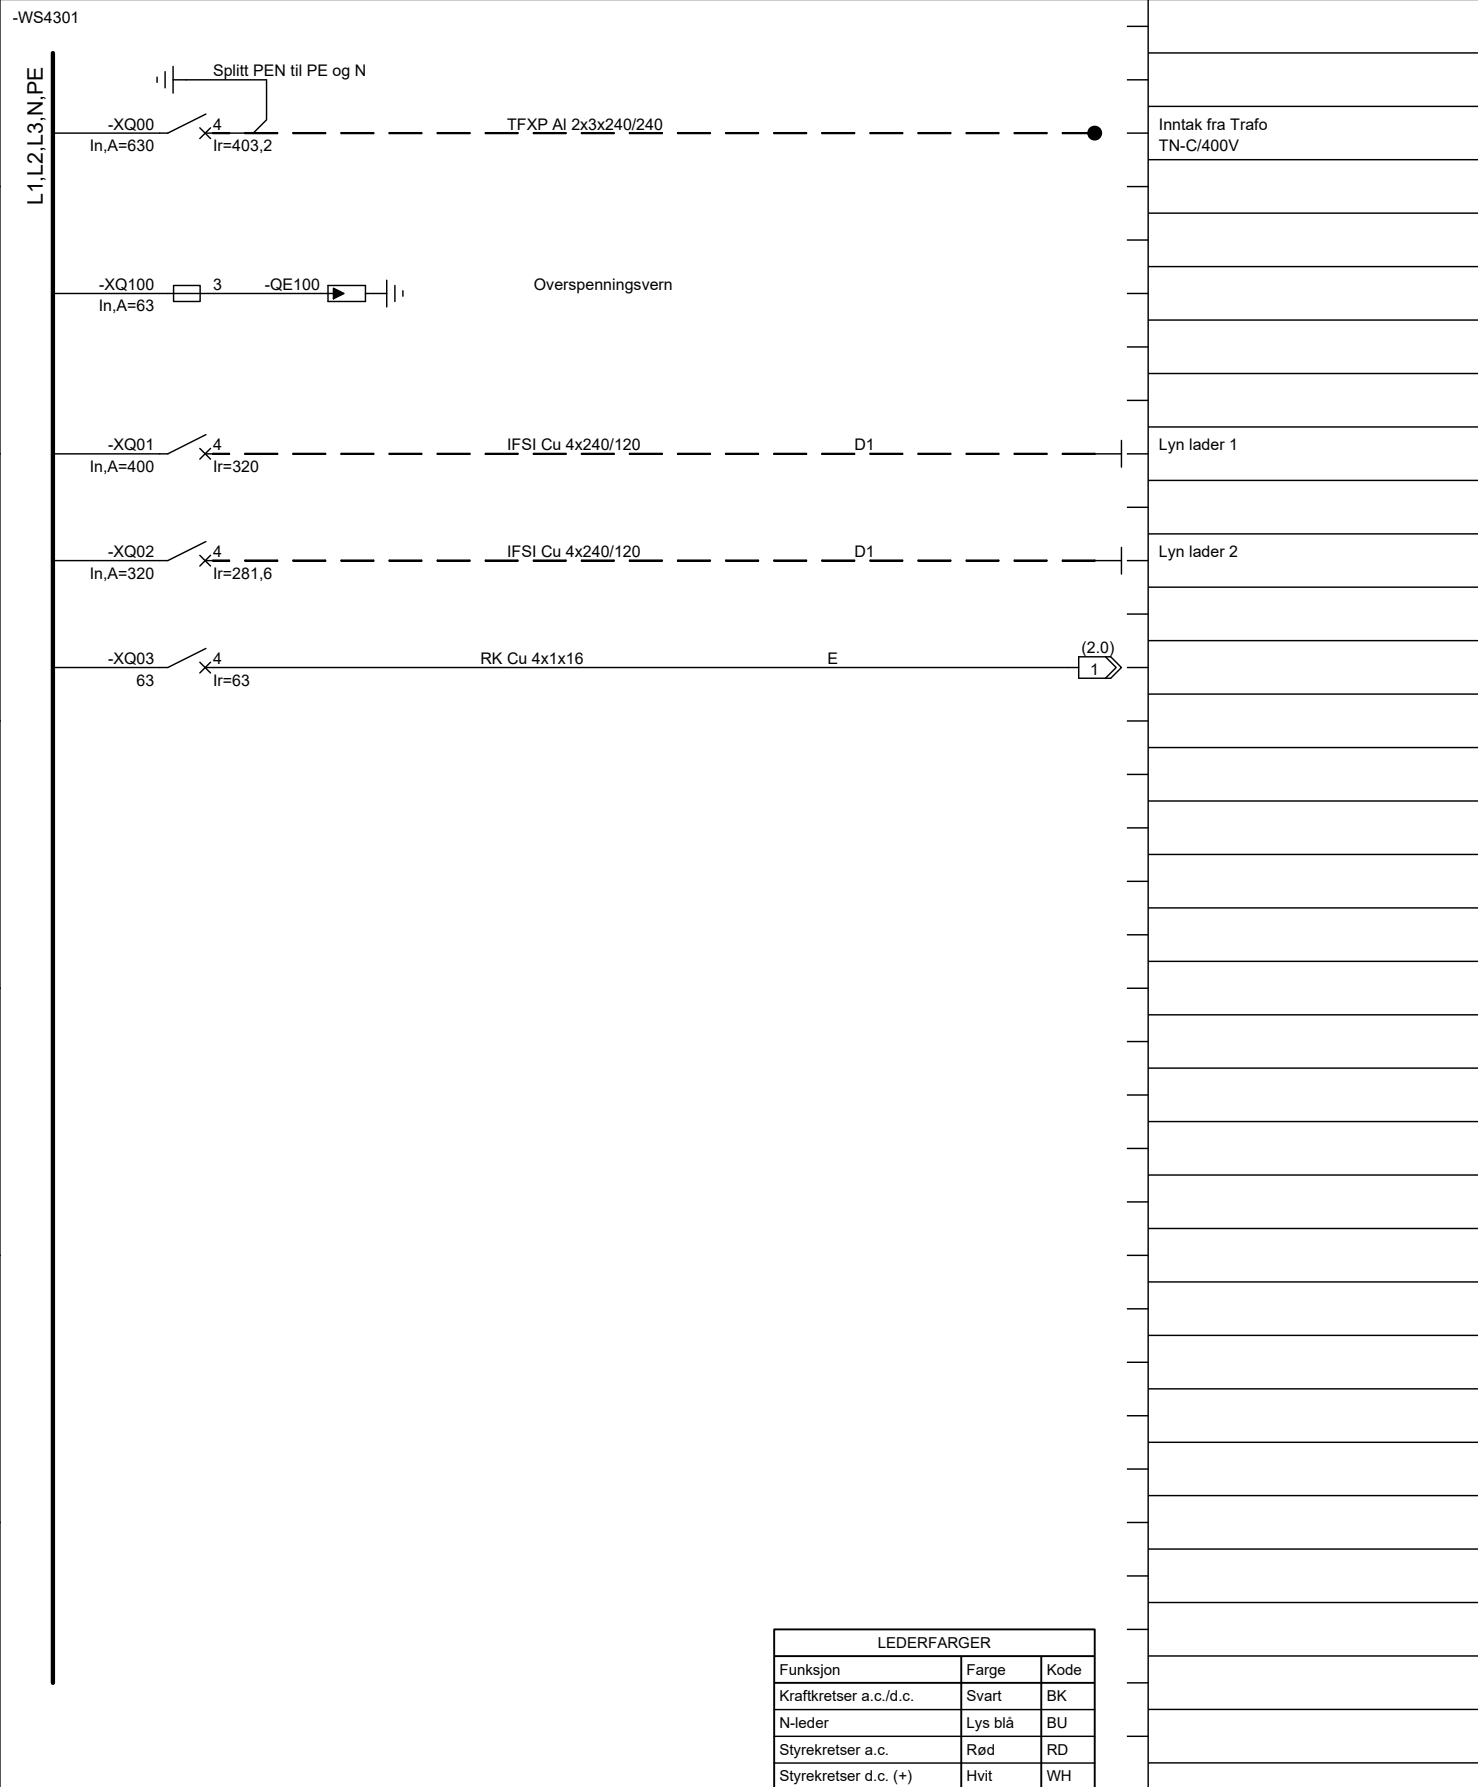 -WS4301
L1,L2,L3,N,PE
Splitt PEN til PE og N
-XQ00 4 TFXP Al 2x3x240/240 Inntak fra Trafo
In,A=630 Ir=403,2 TN-C/400V
-XQ100 3 -QE100 Overspenningsvern
In,A=63
-XQ01 4 IFSI Cu 4x240/120 D1 Lyn lader 1
In,A=400 Ir=320
-XQ02 4 IFSI Cu 4x240/120 D1 Lyn lader 2
In,A=320 Ir=281,6
(2.0)
-XQ03 4 RK Cu 4x1x16 E 1
63 Ir=63
LEDERFARGER
Funksjon Farge Kode
Kraftkretser a.c./d.c. Svart BK
N-leder Lys blå BU
Styrekretser a.c. Rød RD
Styrekretser d.c. (+) Hvit WH